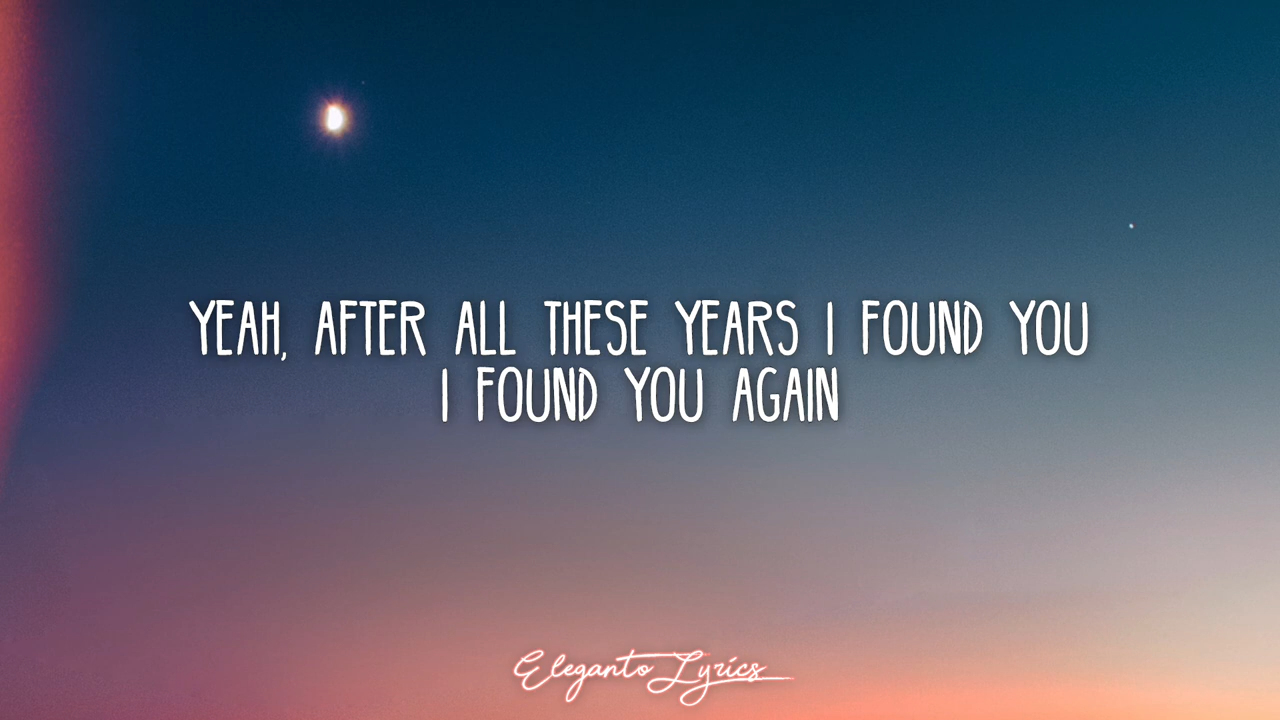 YEAH, AFTER ALL THESE YEARS I FOUND YOU
I FOUND YOU AGAIN
Eleganto Lyrics